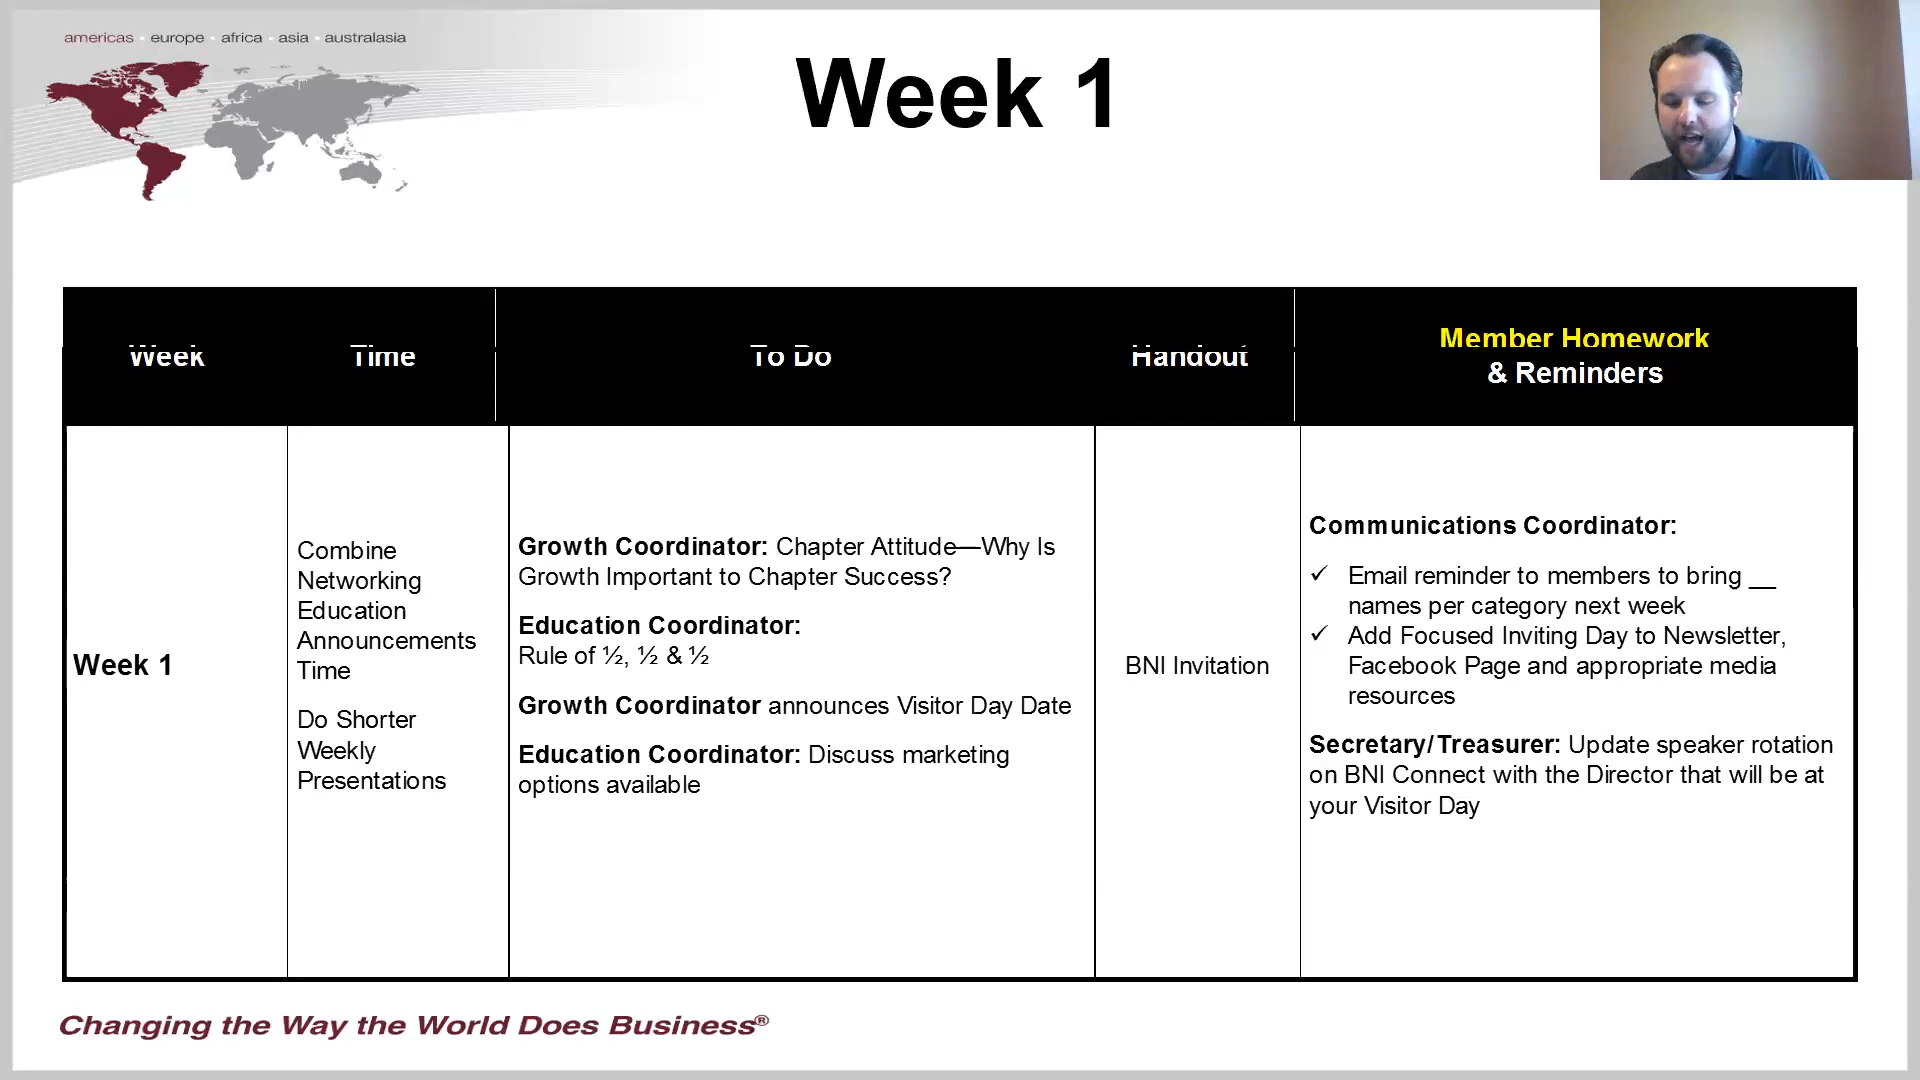 americas · europe · africa · asia · australasia
Week 1
Week
Time
To Do
Handout
Member Homework
& Reminders
Week 1
Combine
Networking
Education
Announcements
Time
Do Shorter
Weekly
Presentations
Growth Coordinator: Chapter Attitude—Why Is
Growth Important to Chapter Success?
Education Coordinator:
Rule of ½, ½ & ½
Growth Coordinator announces Visitor Day Date
Education Coordinator: Discuss marketing
options available
BNI Invitation
Communications Coordinator:
✓ Email reminder to members to bring __
names per category next week
✓ Add Focused Inviting Day to Newsletter,
Facebook Page and appropriate media
resources
Secretary/Treasurer: Update speaker rotation
on BNI Connect with the Director that will be at
your Visitor Day
Changing the Way the World Does Business®